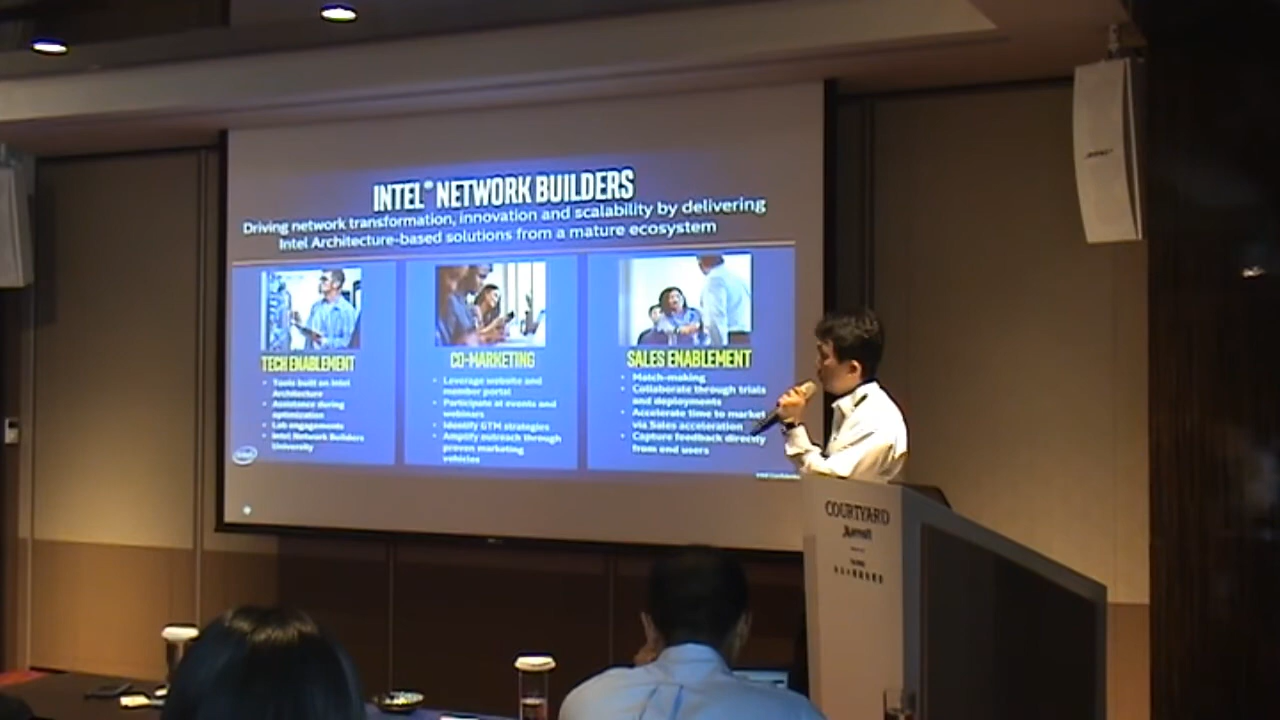 INTEL® NETWORK BUILDERS
Driving network transformation, innovation and scalability by delivering
Intel Architecture-based solutions from a mature ecosystem
TECH ENABLEMENT
• Tools built on Intel
Architecture
• Assistance during
optimization
• Lab engagements
• Intel Network Builders
University
CO-MARKETING
• Leverage website and
member portal
• Participate at events and
webinars
• Identify GTM strategies
• Amplify outreach through
proven marketing
vehicles
SALES ENABLEMENT
• Match-making
• Collaborate through trials
and deployments
• Accelerate time to market
via Sales acceleration
• Capture feedback directly
from end users
intel
Intel Confidential
COURTYARD
Marriott
BOSE